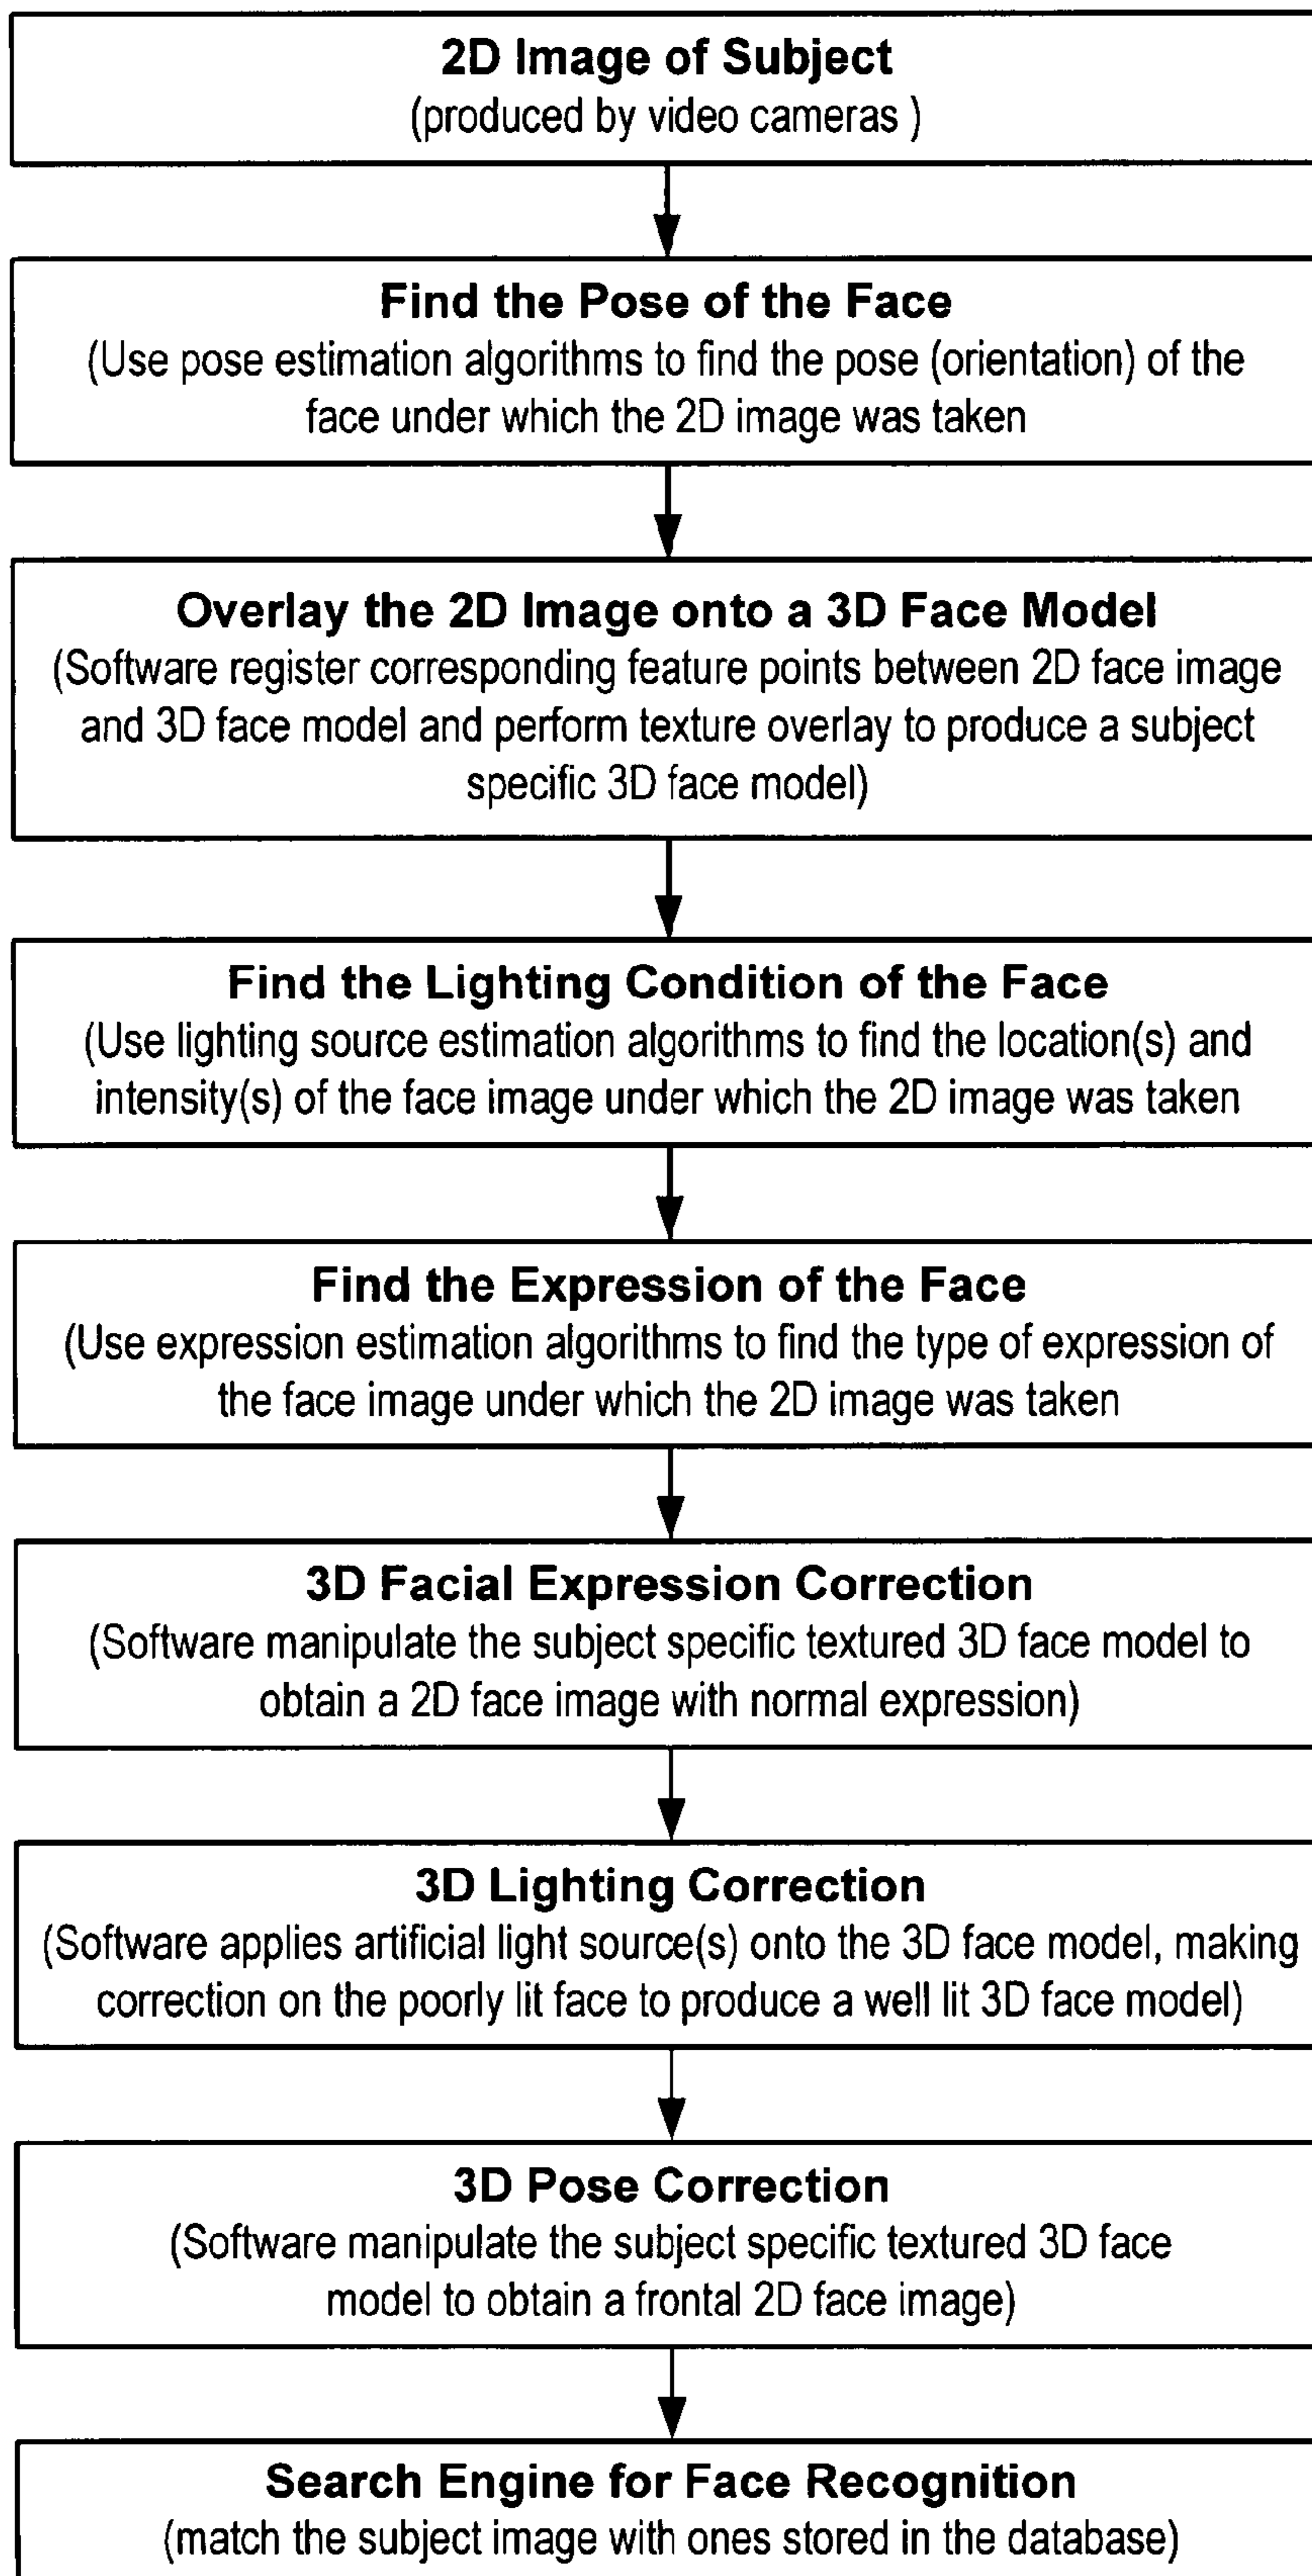 2D Image of Subject
(produced by video cameras )
Find the Pose of the Face
(Use pose estimation algorithms to find the pose (orientation) of the
face under which the 2D image was taken
Overlay the 2D Image onto a 3D Face Model
(Software register corresponding feature points between 2D face image
and 3D face model and perform texture overlay to produce a subject
specific 3D face model)
Find the Lighting Condition of the Face
(Use lighting source estimation algorithms to find the location(s) and
intensity(s) of the face image under which the 2D image was taken
Find the Expression of the Face
(Use expression estimation algorithms to find the type of expression of
the face image under which the 2D image was taken
3D Facial Expression Correction
(Software manipulate the subject specific textured 3D face model to
obtain a 2D face image with normal expression)
3D Lighting Correction
(Software applies artificial light source(s) onto the 3D face model, making
correction on the poorly lit face to produce a well lit 3D face model)
3D Pose Correction
(Software manipulate the subject specific textured 3D face
model to obtain a frontal 2D face image)
Search Engine for Face Recognition
(match the subject image with ones stored in the database)